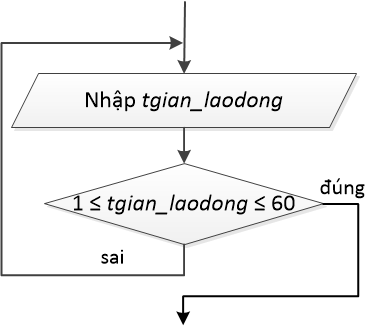 Nhập tgian_laodong
đúng
1 ≤ tgian_laodong ≤ 60
sai